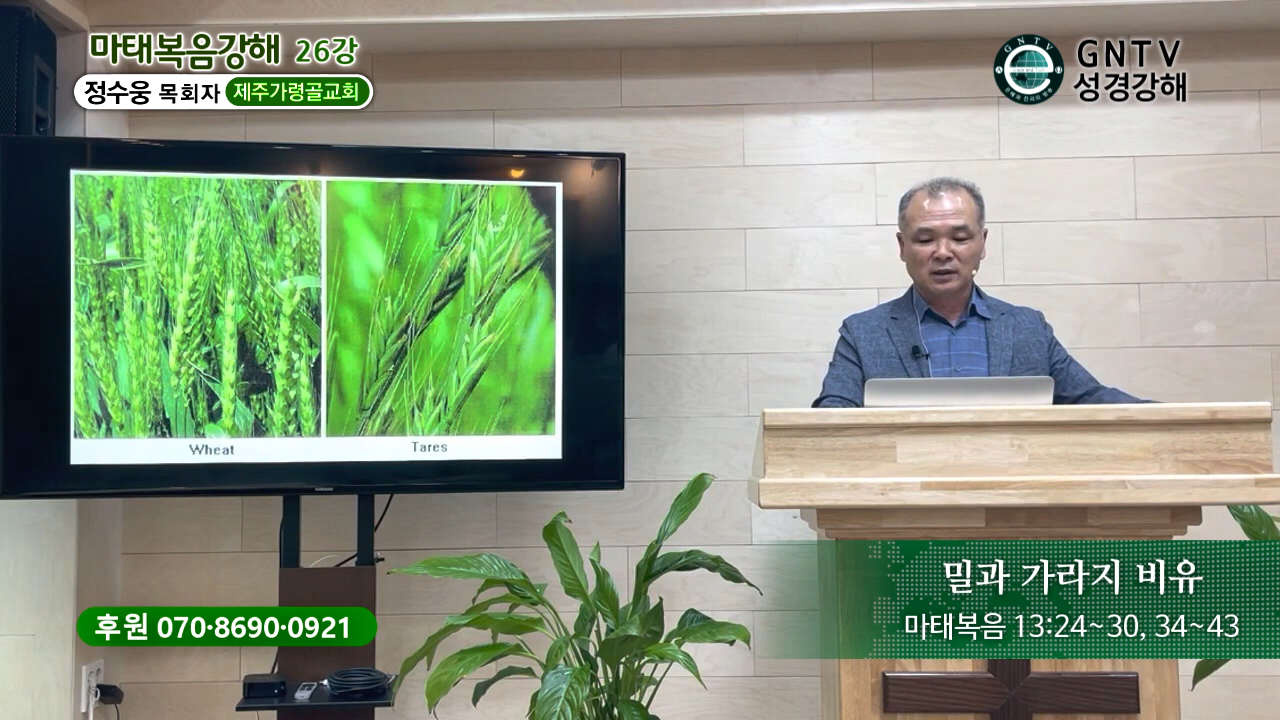 마태복음강해 26강
정수웅 목회자 제주가령골교회
GNTV
GNTV
성경강해
Wheat
Tares
밀과 가라지 비유
마태복음 13:24~30, 34~43
후원 070·8690·0921